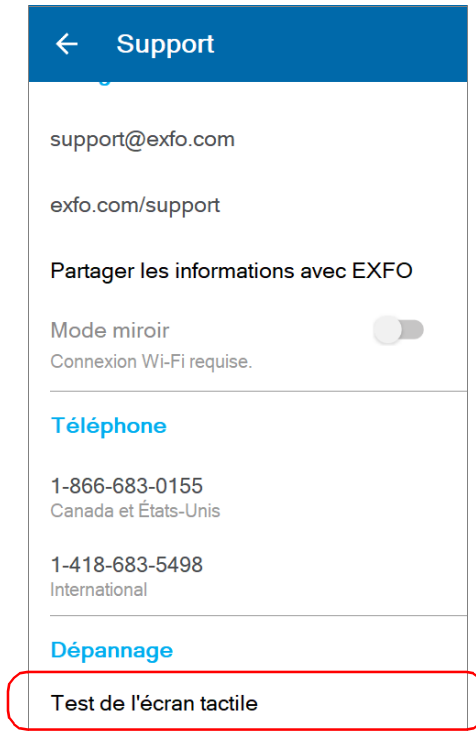 Support
support@exfo.com
exfo.com/support
Partager les informations avec EXFO
Mode miroir
Connexion Wi-Fi requise.
Téléphone
1-866-683-0155
Canada et États-Unis
1-418-683-5498
International
Dépannage
Test de l'écran tactile